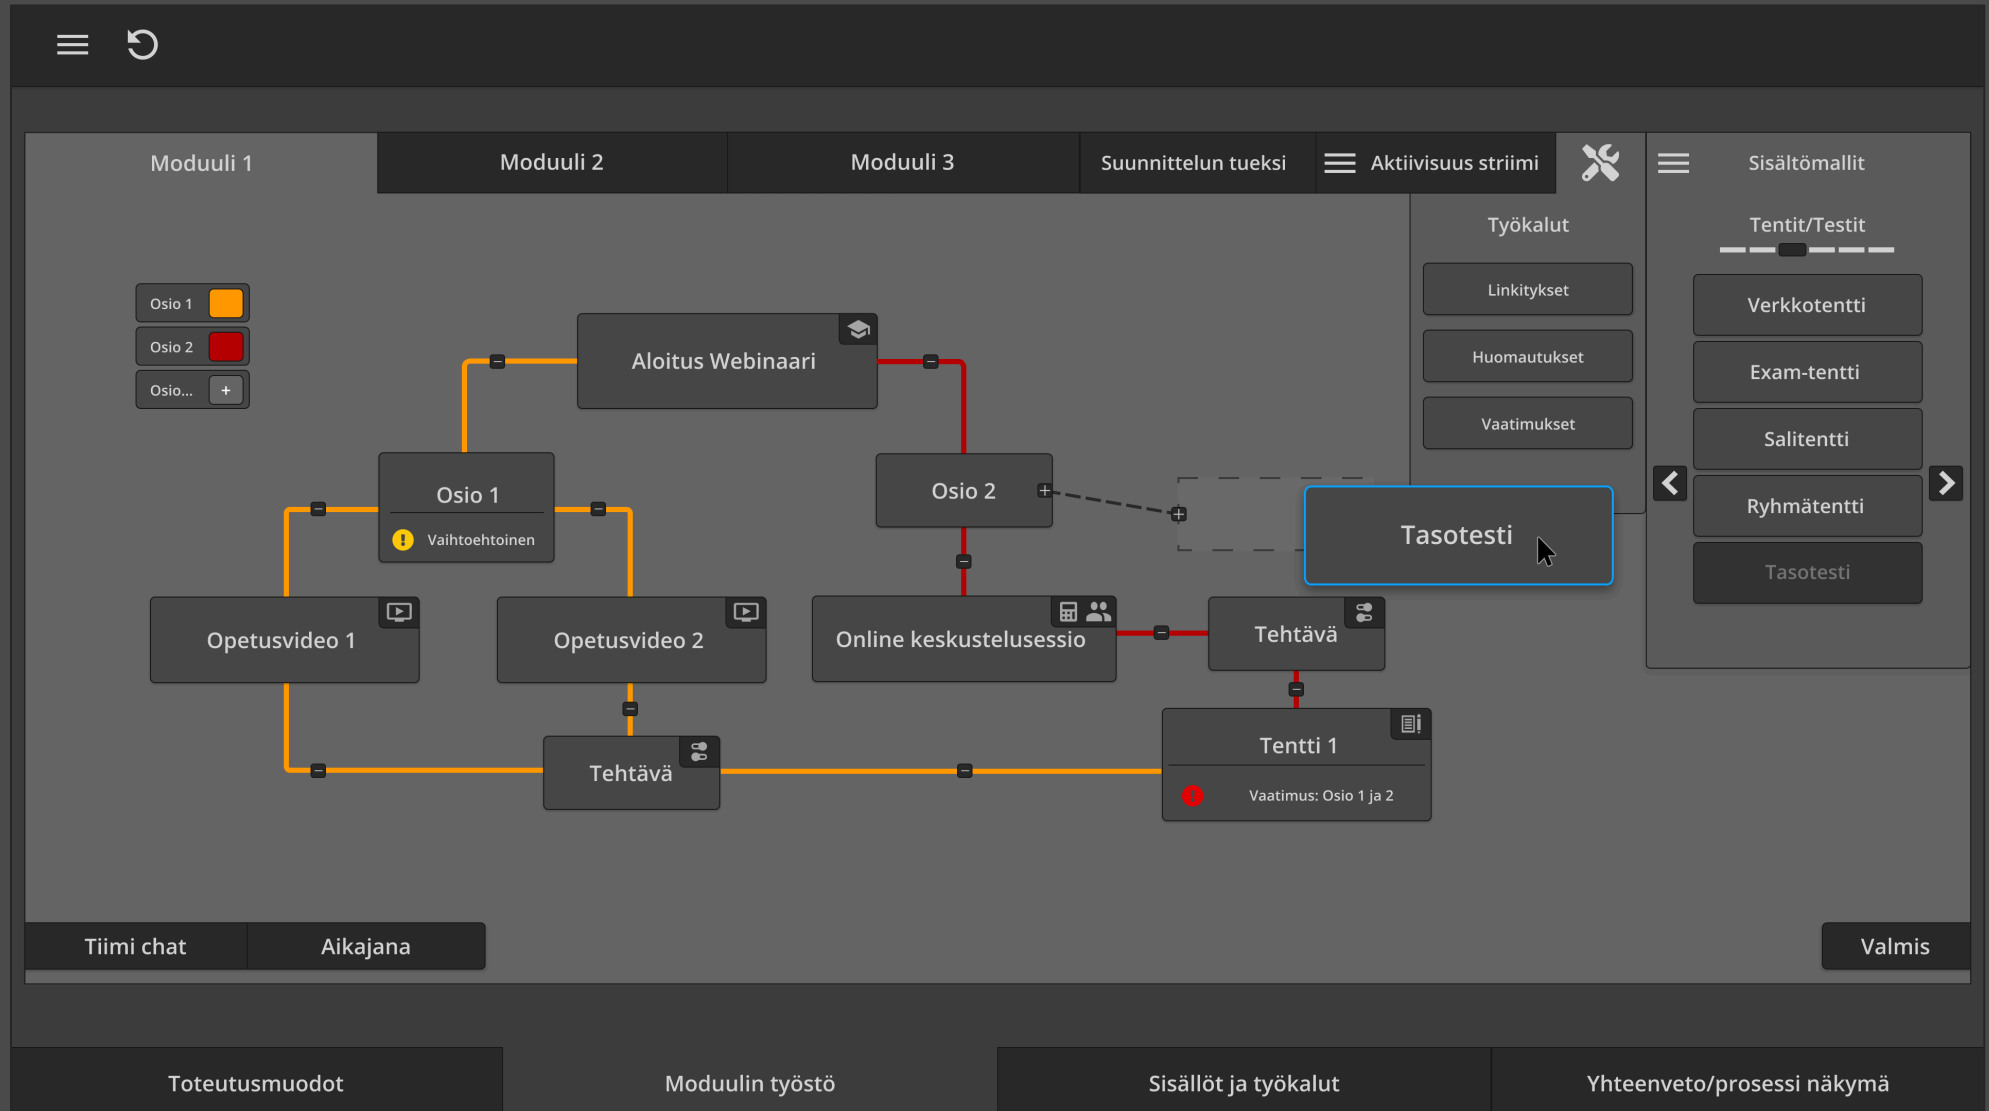 Moduuli 1
Moduuli 2
Moduuli 3
Suunnittelun tueksi
Aktiivisuus striimi
Sisältömallit
Työkalut
Linkitykset
Huomautukset
Vaatimukset
Tentit/Testit
Verkkotentti
Exam-tentti
Salitentti
Ryhmätentti
Tasotesti
Osio 1
Osio 2
Osio...
Aloitus Webinaari
Osio 1
Vaihtoehtoinen
Osio 2
Tasotesti
Opetusvideo 1
Opetusvideo 2
Online keskustelusessio
Tehtävä
Tehtävä
Tentti 1
Vaatimus: Osio 1 ja 2
Tiimi chat
Aikajana
Valmis
Toteutusmuodot
Moduulin työstö
Sisällöt ja työkalut
Yhteenveto/prosessi näkymä